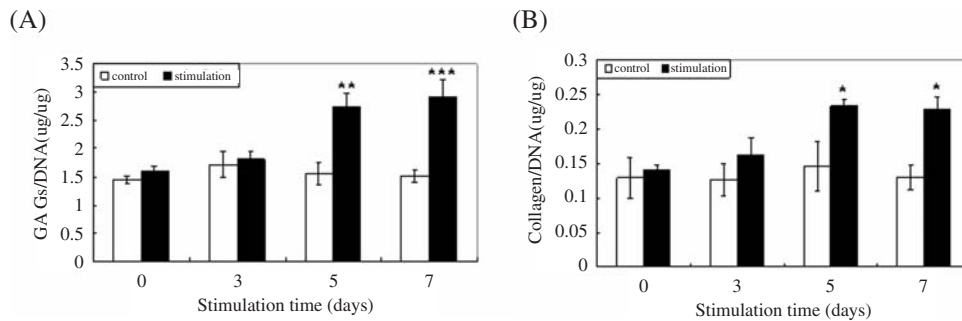 (A)
GA Gs/DNA(ug/ug)
3.5
3
2.5
2
1.5
1
0.5
0
control stimulation
** ***
0 3 5 7
Stimulation time (days)
(B)
Collagen/DNA(ug/ug)
0.3
0.25
0.2
0.15
0.1
0.05
0
control stimulation
* *
0 3 5 7
Stimulation time (days)